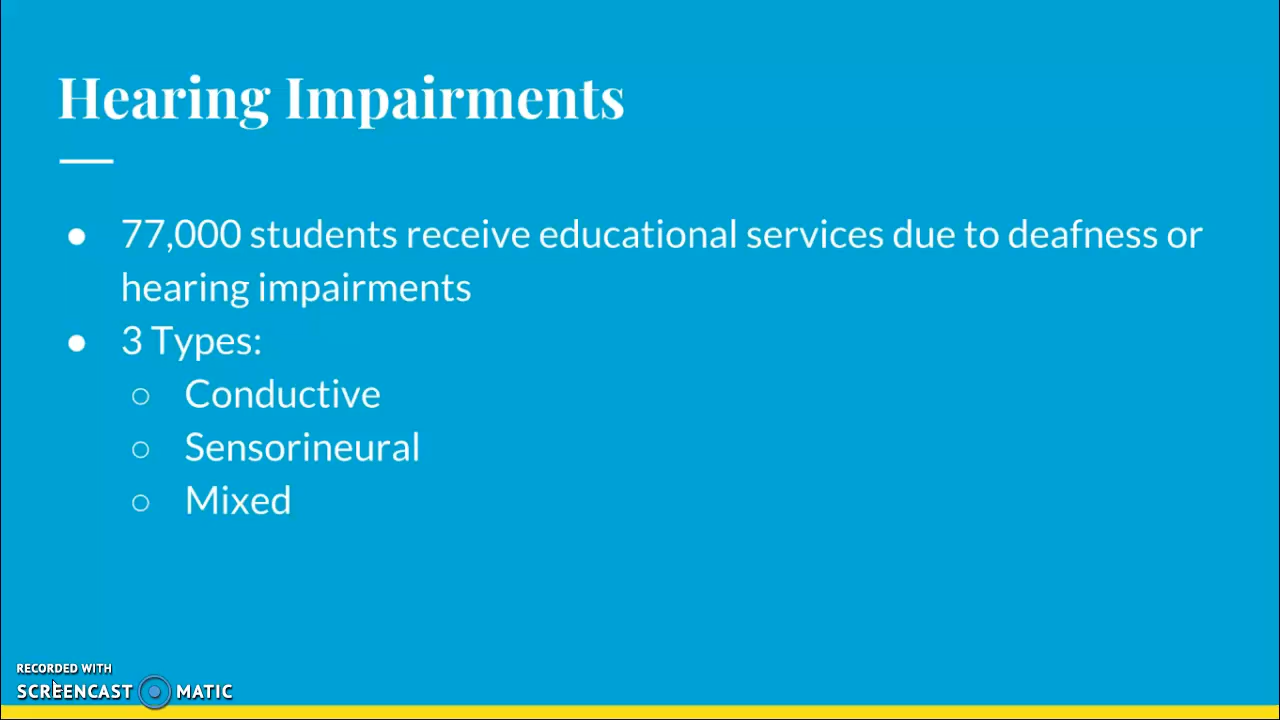 Hearing Impairments
● 77,000 students receive educational services due to deafness or
hearing impairments
● 3 Types:
○ Conductive
○ Sensorineural
○ Mixed
RECORDED WITH
SCREENCAST MATIC